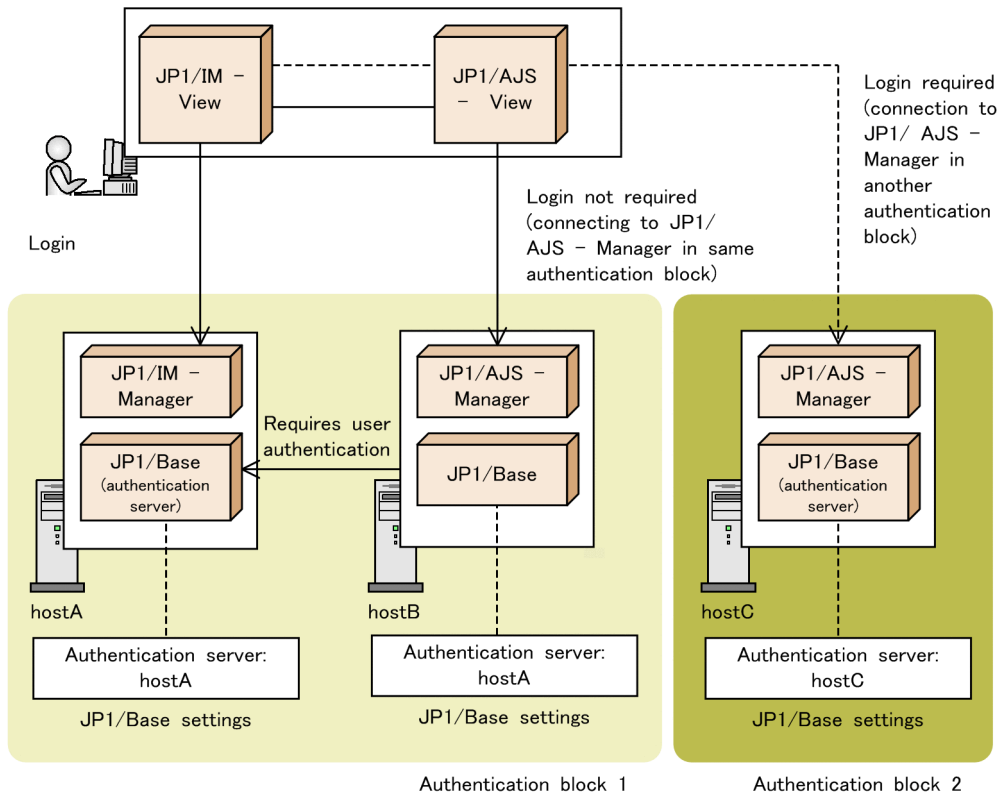 JP1/IM −
View
JP1/AJS
− View
Login required
(connection to
JP1/ AJS −
Manager in
another
authentication
block)
Login
Login not required
(connecting to JP1/
AJS − Manager in same
authentication block)
JP1/IM −
Manager
JP1/Base
(authentication
server)
Requires user
authentication
JP1/AJS −
Manager
JP1/Base
JP1/AJS −
Manager
JP1/Base
(authentication
server)
hostA
hostB
hostC
Authentication server:
hostA
Authentication server:
hostA
Authentication server:
hostC
JP1/Base settings
JP1/Base settings
JP1/Base settings
Authentication block 1
Authentication block 2